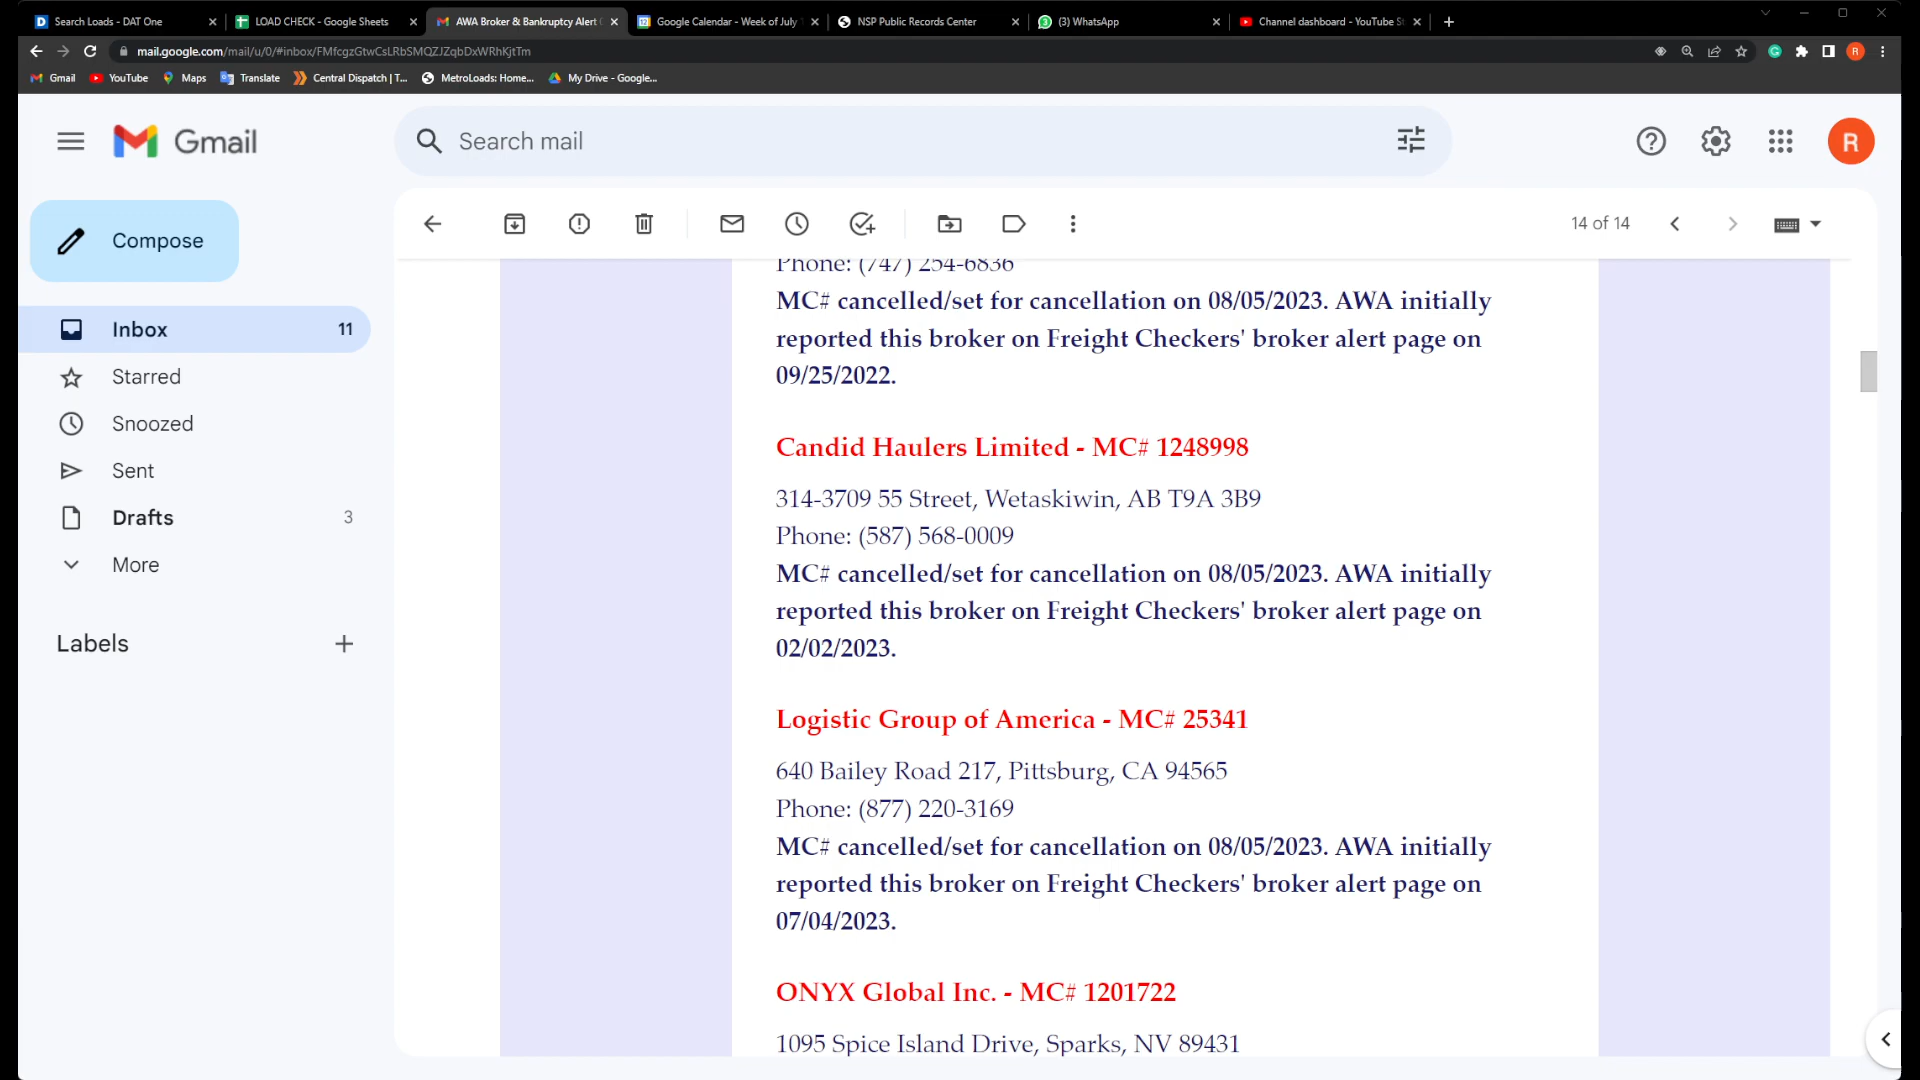 Search Loads - DAT One
LOAD CHECK - Google Sheets
AWA Broker & Bankruptcy Alert
Google Calendar - Week of July
NSP Public Records Center
(3) WhatsApp
Channel dashboard - YouTube St
mail.google.com/mail/u/0/#inbox/FMfcgzGtwCsLRbSMQZJZqbDxWRhKjtTm
R
Gmail
YouTube
Maps
Translate
Central Dispatch | T...
MetroLoads: Home...
My Drive - Google...
Gmail
Search mail
R
Compose
14 of 14
Inbox 11
Starred
Snoozed
Sent
Drafts 3
More
Labels
Phone: (747) 254-6836
MC# cancelled/set for cancellation on 08/05/2023. AWA initially
reported this broker on Freight Checkers' broker alert page on
09/25/2022.
Candid Haulers Limited - MC# 1248998
314-3709 55 Street, Wetaskiwin, AB T9A 3B9
Phone: (587) 568-0009
MC# cancelled/set for cancellation on 08/05/2023. AWA initially
reported this broker on Freight Checkers' broker alert page on
02/02/2023.
Logistic Group of America - MC# 25341
640 Bailey Road 217, Pittsburg, CA 94565
Phone: (877) 220-3169
MC# cancelled/set for cancellation on 08/05/2023. AWA initially
reported this broker on Freight Checkers' broker alert page on
07/04/2023.
ONYX Global Inc. - MC# 1201722
1095 Spice Island Drive, Sparks, NV 89431